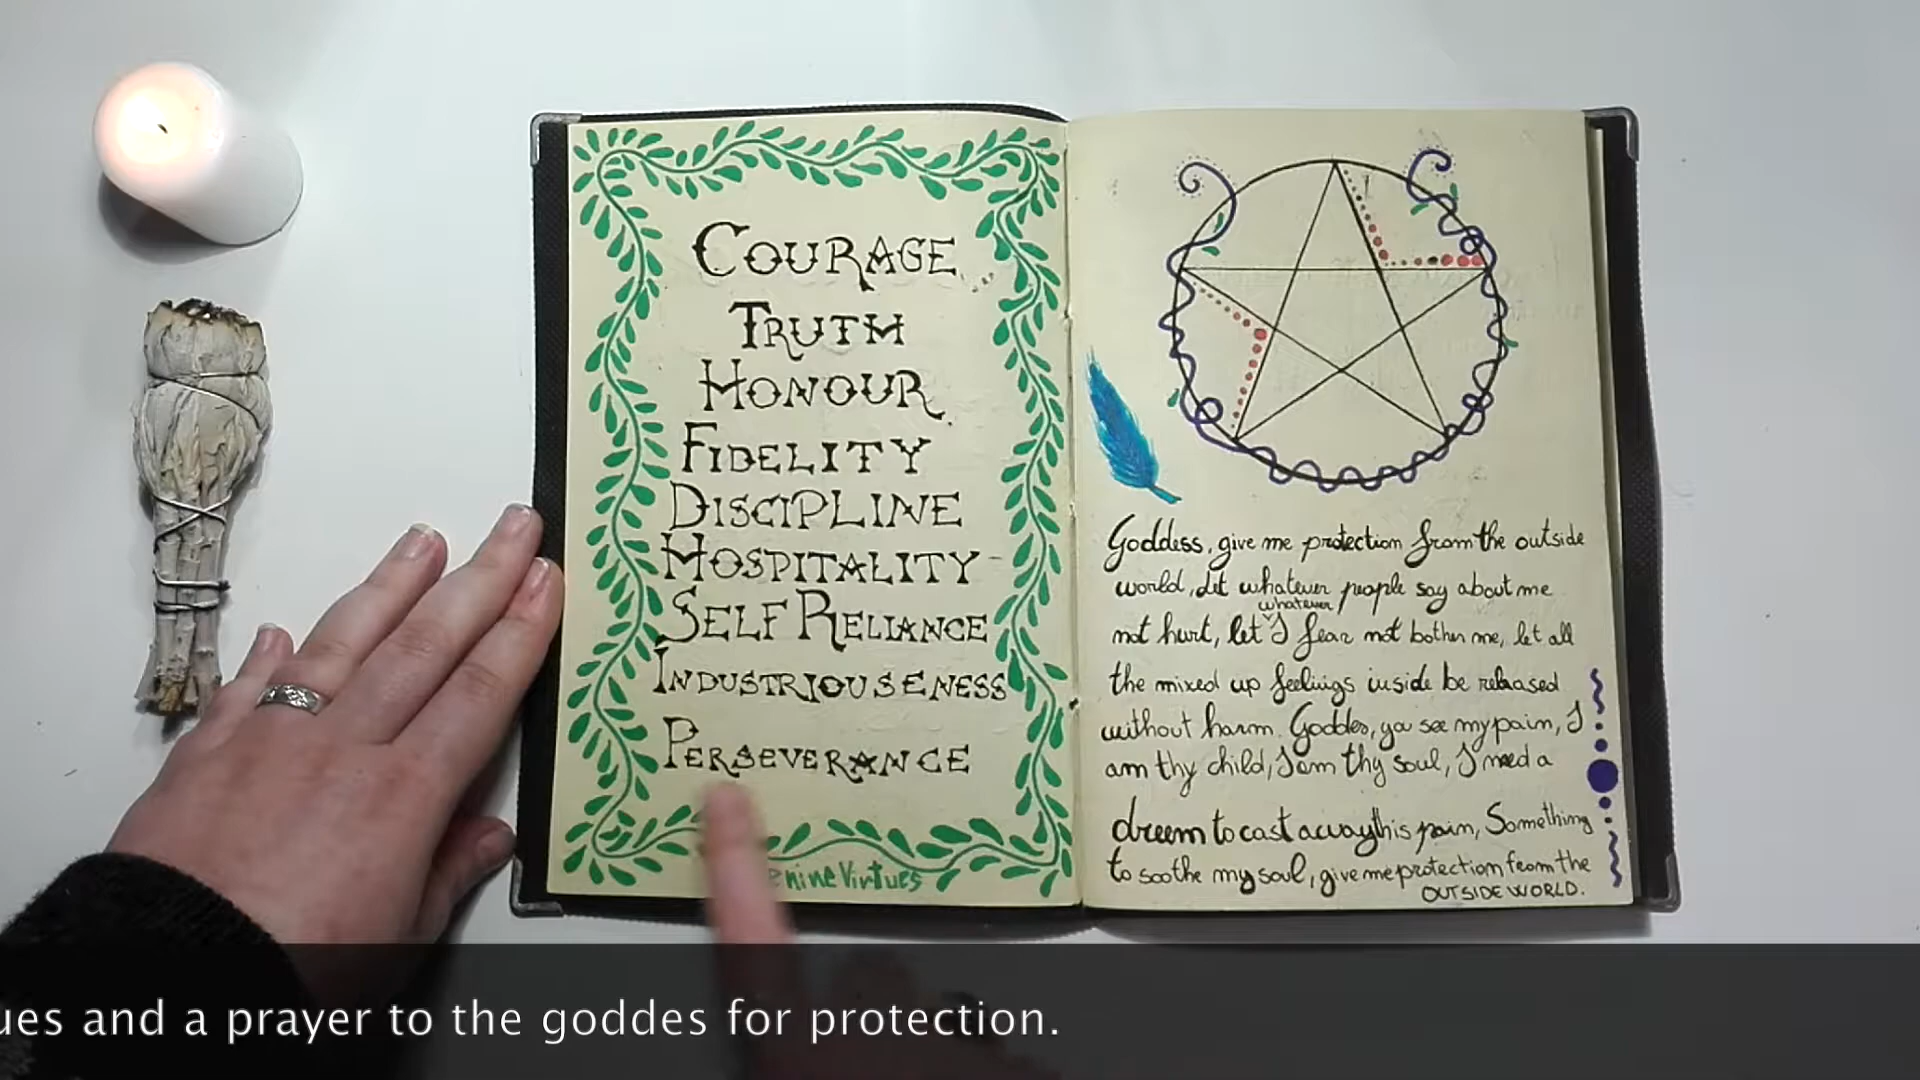 COURAGE
TRUTH
HONOUR
FIDELITY
DISCIPLINE
HOSPITALITY
SELF RELIANCE
INDUSTRIOUSENESS
PERSEVERANCE
nine Virtues
Goddess, give me protection from the outside
world, let whatever people say about me
whatever
not hurt, let I fear not bother me, let all
the mixed up feelings inside be released
without harm. Goddes, you see my pain, I
am thy child, I am thy soul, I need a
dreem to cast away this pain, Something
to soothe my soul, give me protection from the
OUTSIDE WORLD.
ues and a prayer to the goddes for protection.